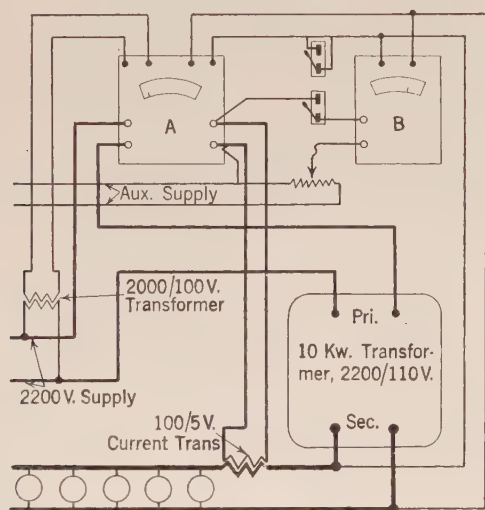 A
B
Aux. Supply
2000/100V.
Transformer
Pri.
10 Kw. Transfor-
mer, 2200/110V.
2200V. Supply
100/5V.
Current Trans
Sec.